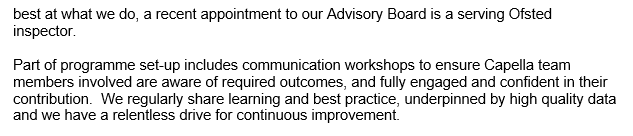 best at what we do, a recent appointment to our Advisory Board is a serving Ofsted
inspector.
Part of programme set-up includes communication workshops to ensure Capella team
members involved are aware of required outcomes, and fully engaged and confident in their
contribution.  We regularly share learning and best practice, underpinned by high quality data
and we have a relentless drive for continuous improvement.